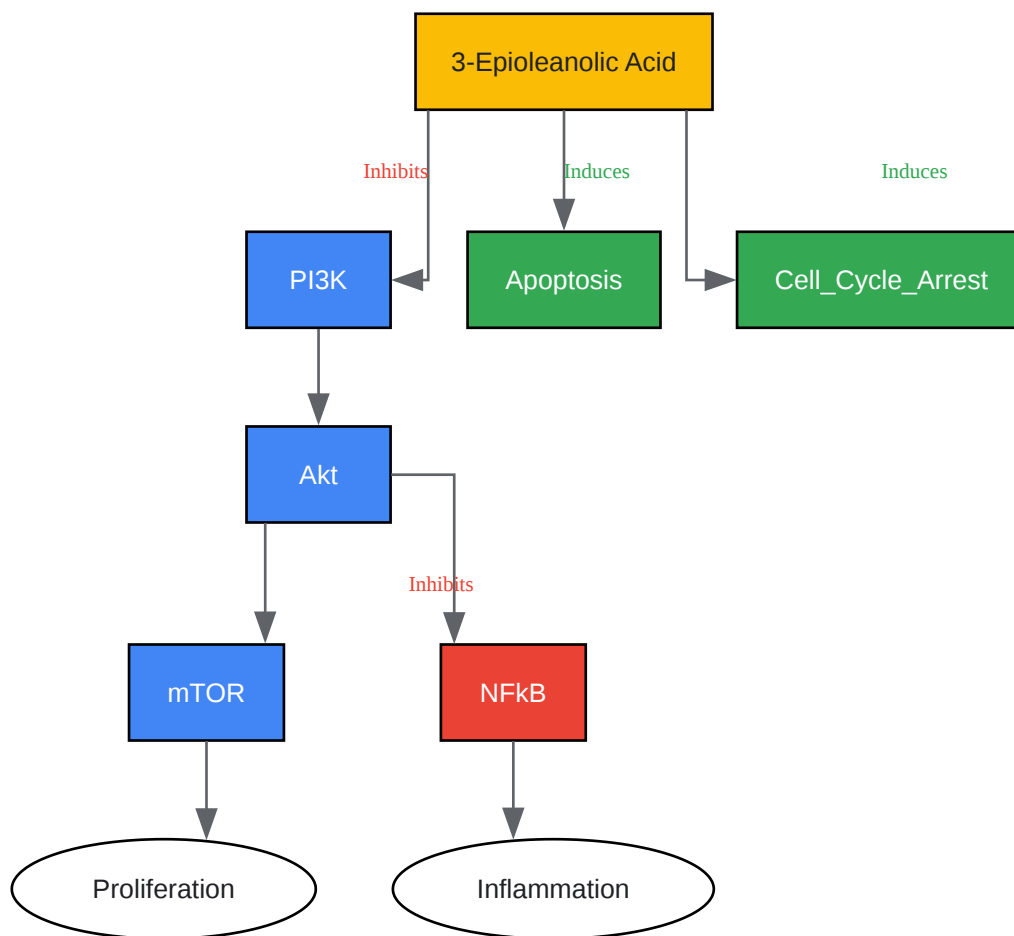 3-Epioleanolic Acid
Inhibits
Induces
Induces
PI3K
Apoptosis
Cell_Cycle_Arrest
Akt
Inhibits
mTOR
NFkB
Proliferation
Inflammation